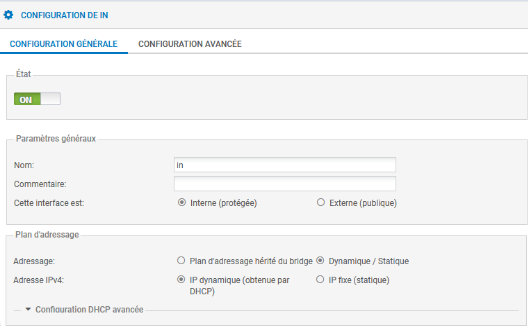 CONFIGURATION DE IN
CONFIGURATION GÉNÉRALE CONFIGURATION AVANCÉE
État
ON
Paramètres généraux
Nom: in
Commentaire:
Cette interface est: Interne (protégée) Externe (publique)
Plan d'adressage
Adressage: Plan d'adressage hérité du bridge Dynamique / Statique
Adresse IPv4: IP dynamique (obtenue par IP fixe (statique)
DHCP)
Configuration DHCP avancée